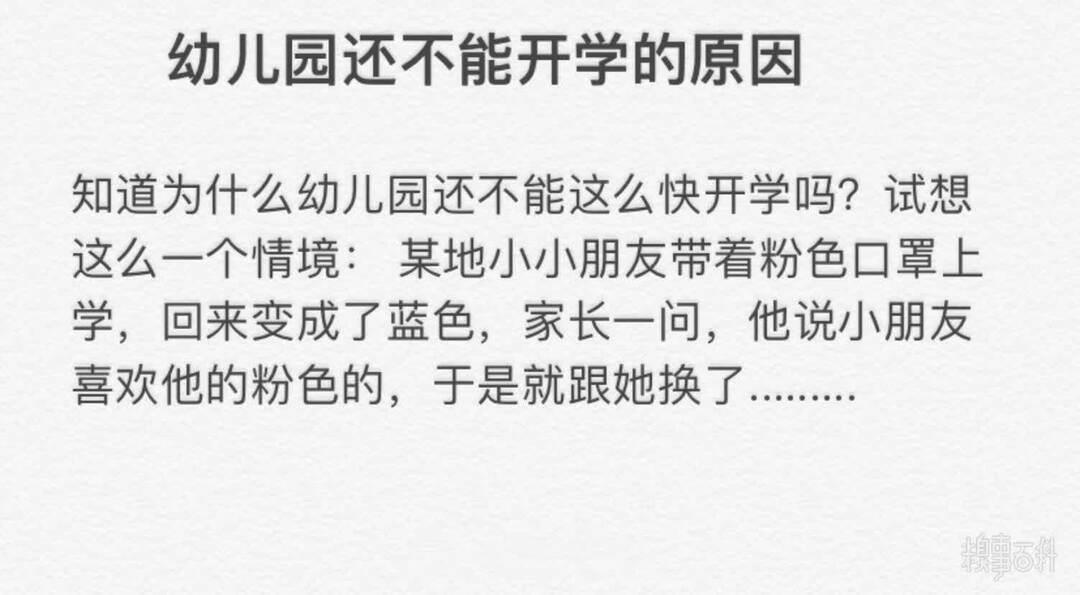 幼儿园还不能开学的原因
知道为什么幼儿园还不能这么快开学吗？试想
这么一个情境： 某地小小朋友带着粉色口罩上
学，回来变成了蓝色，家长一问，他说小朋友
喜欢他的粉色的，于是就跟她换了………
糗事百科